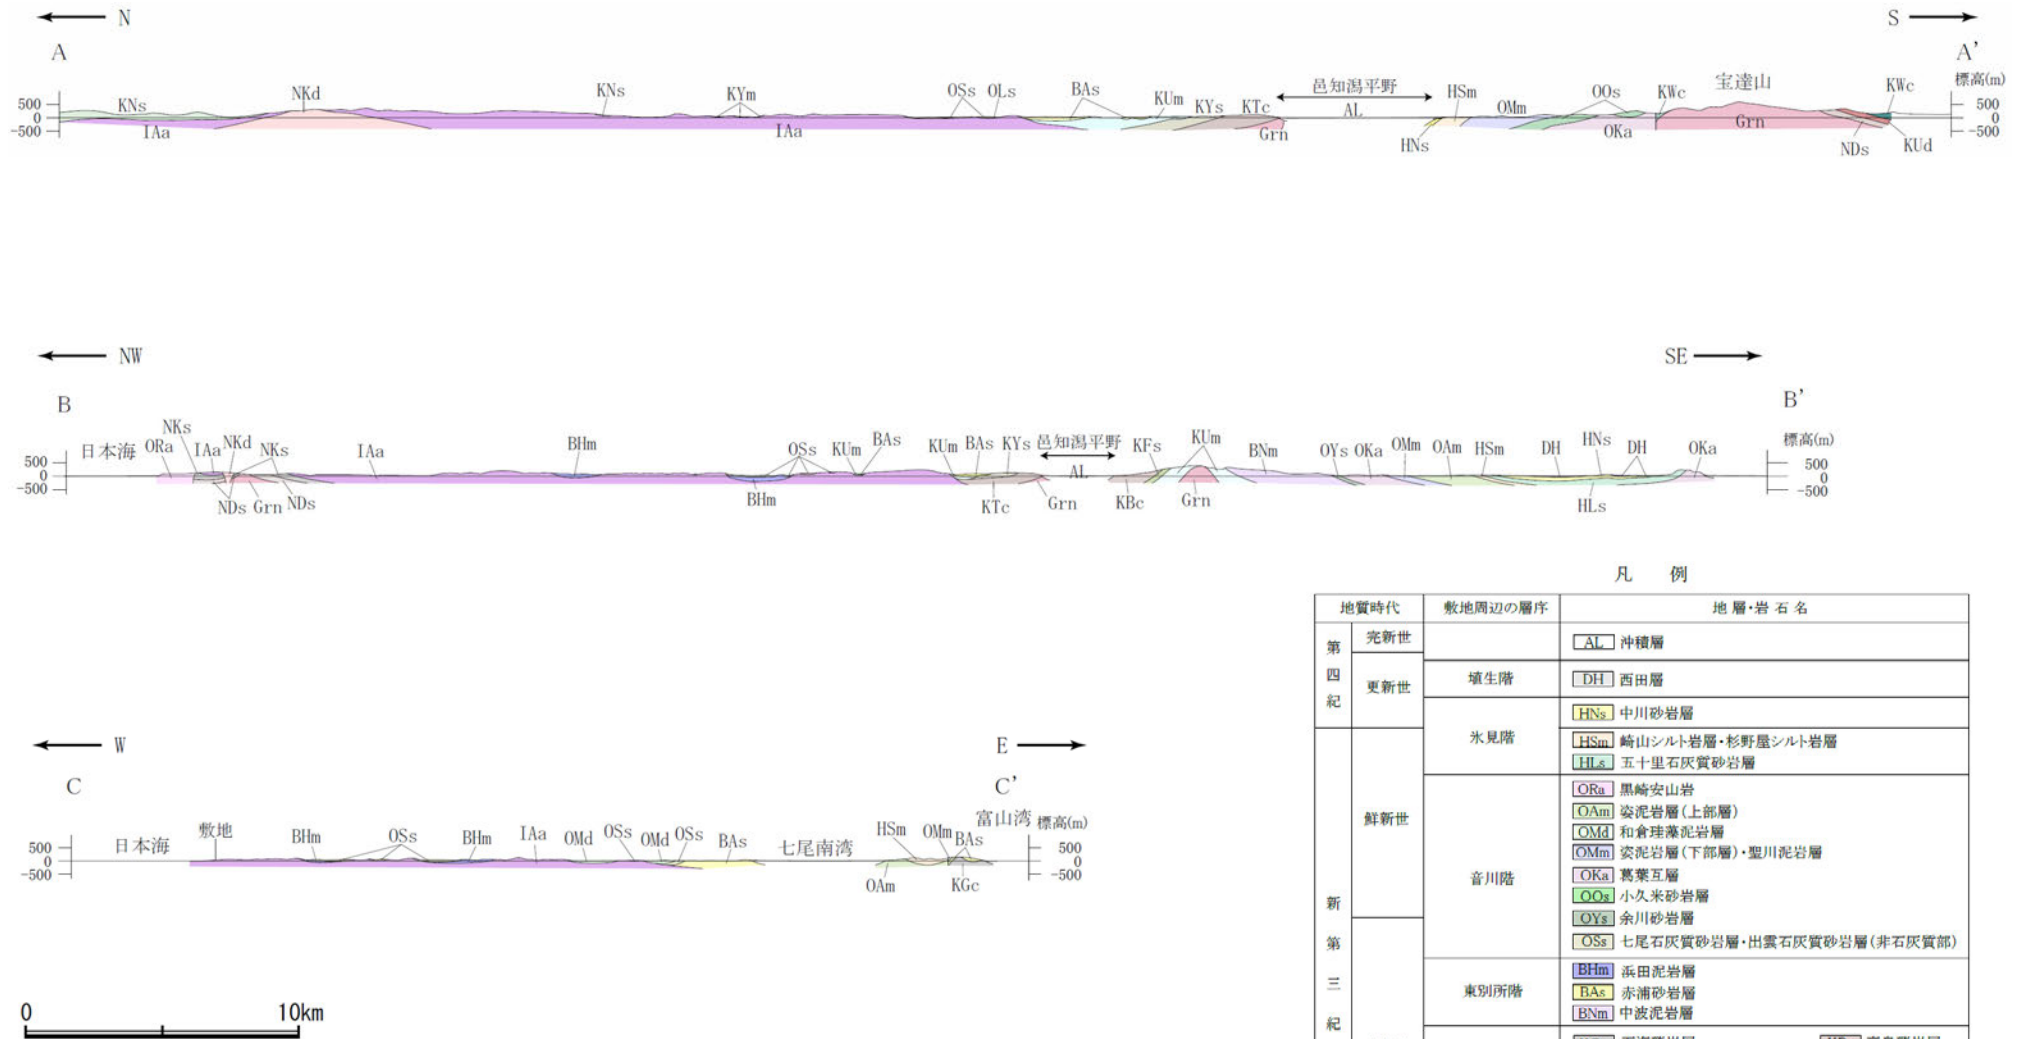 N
S
A
A'
標高(m)
宝達山
邑知潟平野
KNs
NKd
KNs
KYm
OSs
OLs
BAs
KUm
KYs
KTc
AL
HSm
OMm
OOs
KWc
KWc
500
0
-500
IAa
IAa
Grn
HNs
OKa
Grn
NDs
KUd
500
0
-500
NW
SE
B
B'
標高(m)
日本海
ORa
NKs
IAa
NKd
NKs
IAa
BHm
OSs
KUm
BAs
KUm
BAs
KYs
邑知潟平野
AL
KFs
KUm
BNm
OYs
OKa
OMm
OAm
HSm
DH
HNs
DH
OKa
500
0
-500
NDs
Grn
NDs
BHm
KTc
Grn
KBc
Grn
HLs
500
0
-500
W
E
C
C'
富山湾
標高(m)
日本海
敷地
BHm
OSs
BHm
IAa
OMd
OSs
OMd
OSs
BAs
七尾南湾
HSm
OMm
BAs
500
0
-500
OAm
KGc
500
0
-500
0
10km
凡 例
地質時代 敷地周辺の層序 地層・岩石名
第四紀 完新世 AL 沖積層
更新世 埴生階 DH 西田層
氷見階 HNs 中川砂岩層
新第三紀 鮮新世 HSm 崎山シルト岩層・杉野屋シルト岩層
HLs 五十里石灰質砂岩層
音川階 ORa 黒崎安山岩
OAm 姿泥岩層(上部層)
OMd 和倉珪藻泥岩層
OMm 姿泥岩層(下部層)・聖川泥岩層
OKa 葛葉互層
OOs 小久米砂岩層
OYs 余川砂岩層
OSs 七尾石灰質砂岩層・出雲石灰質砂岩層(非石灰質部)
東別所階 BHm 浜田泥岩層
BAs 赤浦砂岩層
BNm 中波泥岩層